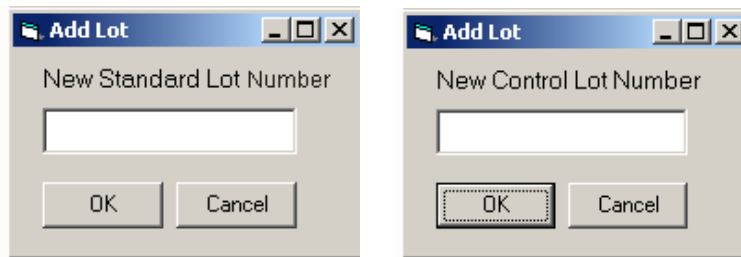 Add Lot
New Standard Lot Number
OK Cancel
Add Lot
New Control Lot Number
OK Cancel